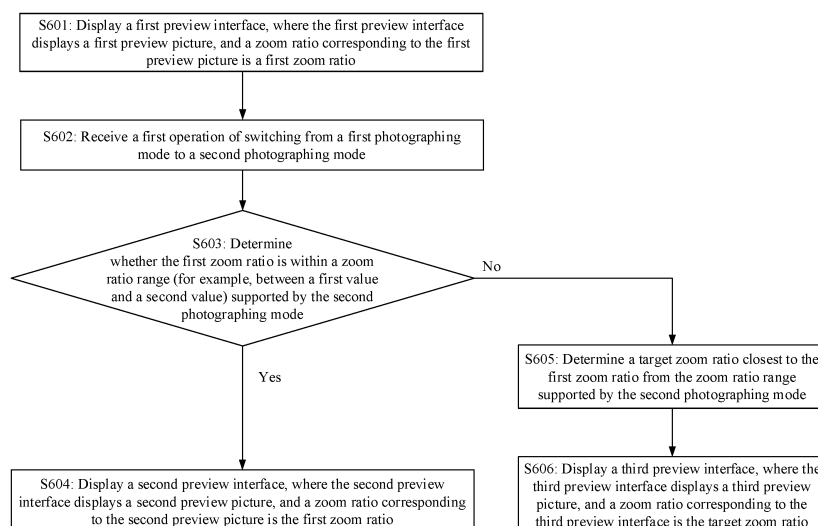 S601: Display a first preview interface, where the first preview interface
displays a first preview picture, and a zoom ratio corresponding to the first
preview picture is a first zoom ratio
S602: Receive a first operation of switching from a first photographing
mode to a second photographing mode
S603: Determine
whether the first zoom ratio is within a zoom
ratio range (for example, between a first value
and a second value) supported by the second
photographing mode
No
Yes
S605: Determine a target zoom ratio closest to the
first zoom ratio from the zoom ratio range
supported by the second photographing mode
S604: Display a second preview interface, where the second preview
interface displays a second preview picture, and a zoom ratio corresponding
to the second preview picture is the first zoom ratio
S606: Display a third preview interface, where the
third preview interface displays a third preview
picture, and a zoom ratio corresponding to the
third preview interface is the target zoom ratio